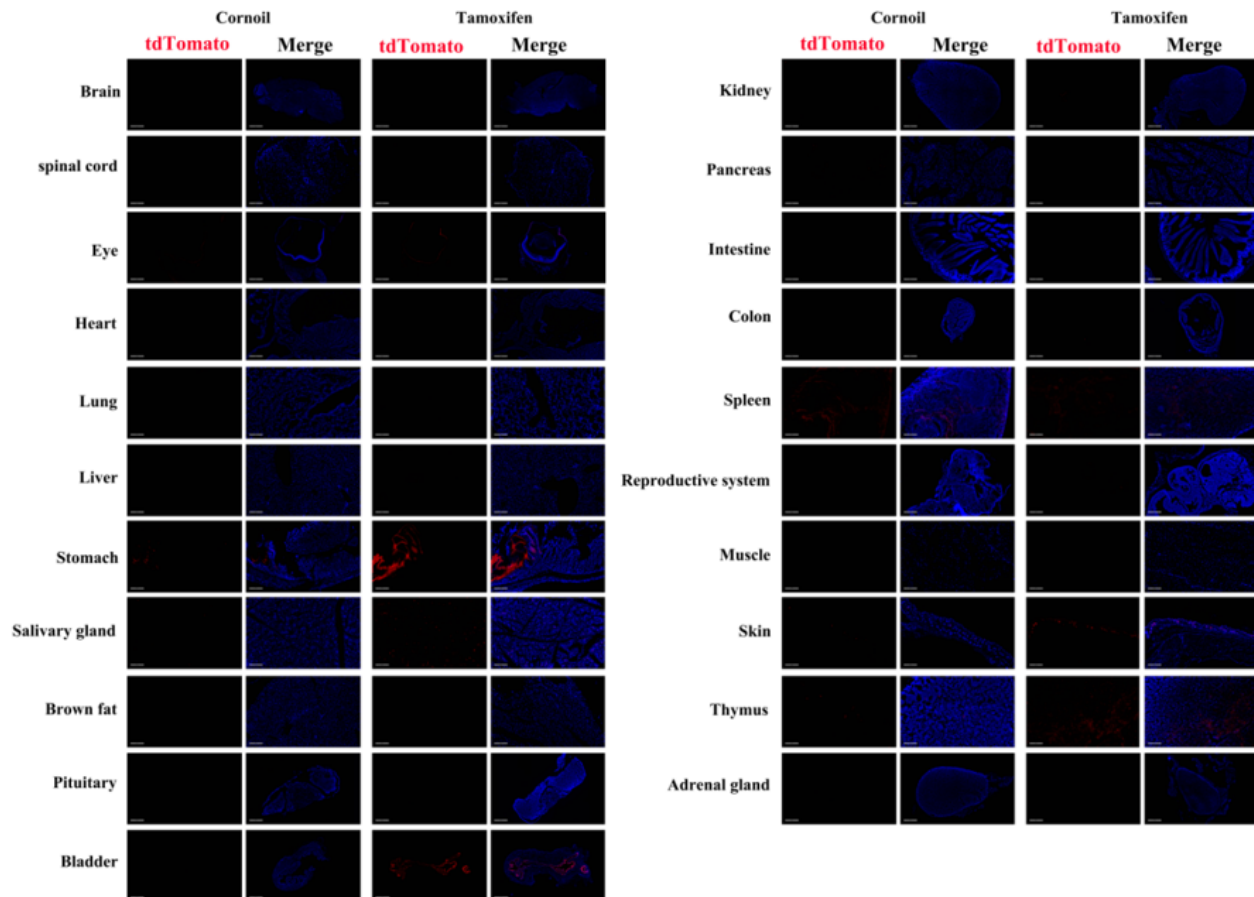 Cornoil Tamoxifen
tdTomato Merge tdTomato Merge
Brain
spinal cord
Eye
Heart
Lung
Liver
Stomach
Salivary gland
Brown fat
Pituitary
Bladder
Cornoil Tamoxifen
tdTomato Merge tdTomato Merge
Kidney
Pancreas
Intestine
Colon
Spleen
Reproductive system
Muscle
Skin
Thymus
Adrenal gland